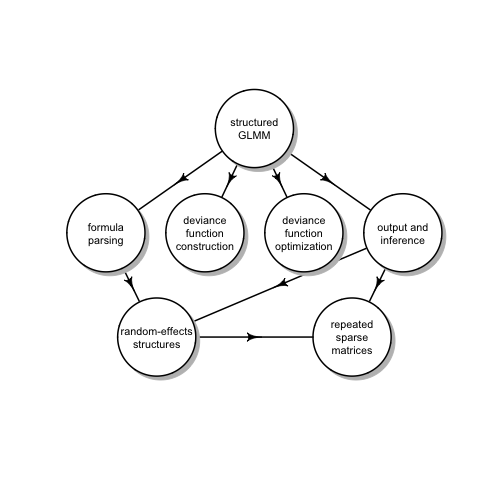 structured
GLMM
formula
parsing
deviance
function
construction
deviance
function
optimization
output and
inference
random-effects
structures
repeated
sparse
matrices